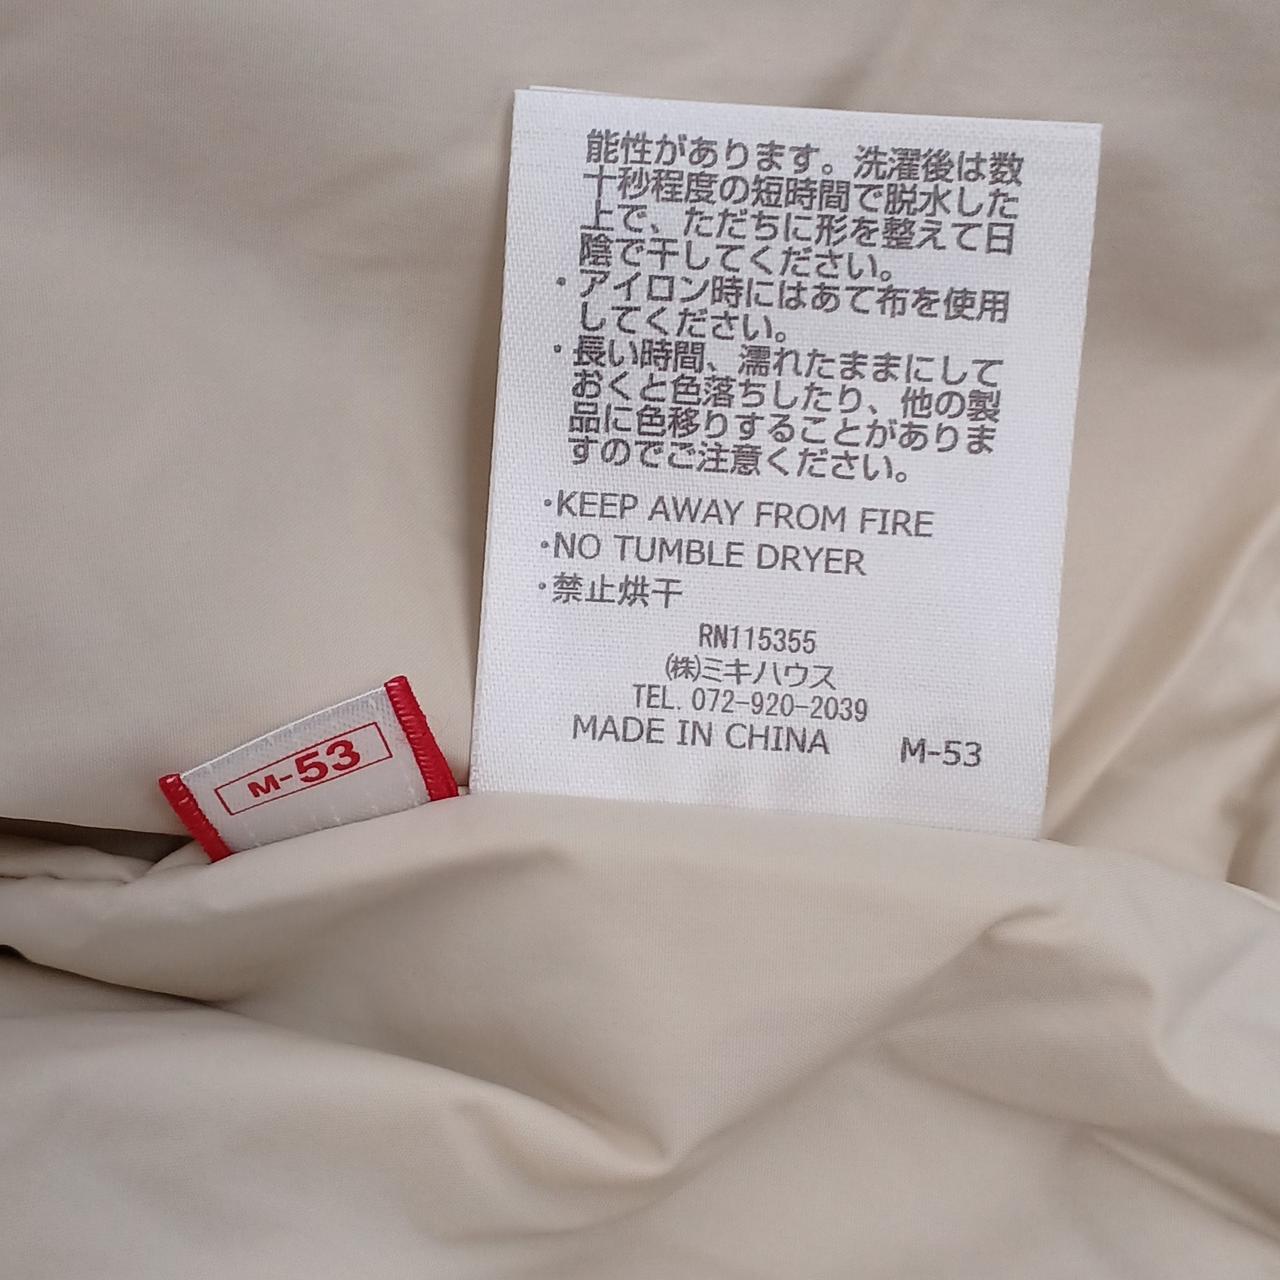 能性があります。洗濯後は数
十秒程度の短時間で脱水した
上で、ただちに形を整えて日
陰で干してください。
・アイロン時にはあて布を使用
してください。
・長い時間、濡れたままにして
おくと色落ちしたり、他の製
品に色移りすることがありま
すのでご注意ください。
・KEEP AWAY FROM FIRE
・NO TUMBLE DRYER
・禁止烘干
RN115355
㈱ミキハウス
TEL. 072-920-2039
MADE IN CHINA M-53
M-53